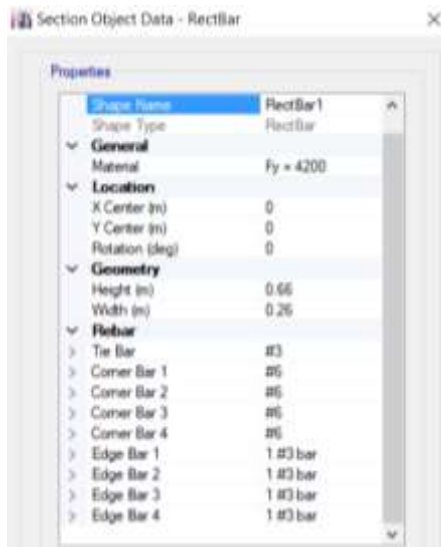 Section Object Data - RectBar
Properties
Shape Name RectBar1
Shape Type RectBar
General
Material Fy = 4200
Location
X Center (m) 0
Y Center (m) 0
Rotation (deg) 0
Geometry
Height (m) 0.66
Width (m) 0.26
Rebar
Tie Bar #3
Corner Bar 1 #6
Corner Bar 2 #6
Corner Bar 3 #6
Corner Bar 4 #6
Edge Bar 1 1 #3 bar
Edge Bar 2 1 #3 bar
Edge Bar 3 1 #3 bar
Edge Bar 4 1 #3 bar